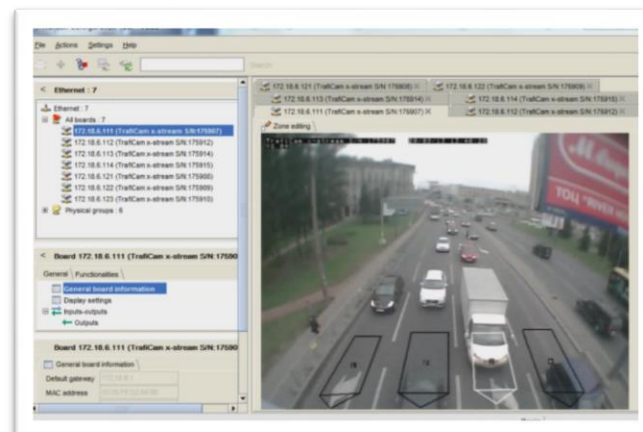 File Actions Settings Help
Search
< Ethernet : 7
Ethernet : 7
All boards : 7
172.18.6.111 (TrafiCam x-stream S/N:175907)
172.18.6.112 (TrafiCam x-stream S/N:175912)
172.18.6.113 (TrafiCam x-stream S/N:175914)
172.18.6.114 (TrafiCam x-stream S/N:175915)
172.18.6.121 (TrafiCam x-stream S/N:175908)
172.18.6.122 (TrafiCam x-stream S/N:175909)
172.18.6.123 (TrafiCam x-stream S/N:175910)
Physical groups : 6
< Board 172.18.6.111 (TrafiCam x-stream S/N:17590
General Functionalities
General board information
Display settings
Inputs-outputs
Outputs
Board 172.18.6.111 (TrafiCam x-stream S/N:17590
General board information
Default gateway
MAC address
172.18.6.121 (TrafiCam x-stream S/N:175908)
172.18.6.122 (TrafiCam x-stream S/N:175909)
172.18.6.113 (TrafiCam x-stream S/N:175914)
172.18.6.114 (TrafiCam x-stream S/N:175915)
172.18.6.111 (TrafiCam x-stream S/N:175907)
172.18.6.112 (TrafiCam x-stream S/N:175912)
Zone editing
ТОЦ "RIVER